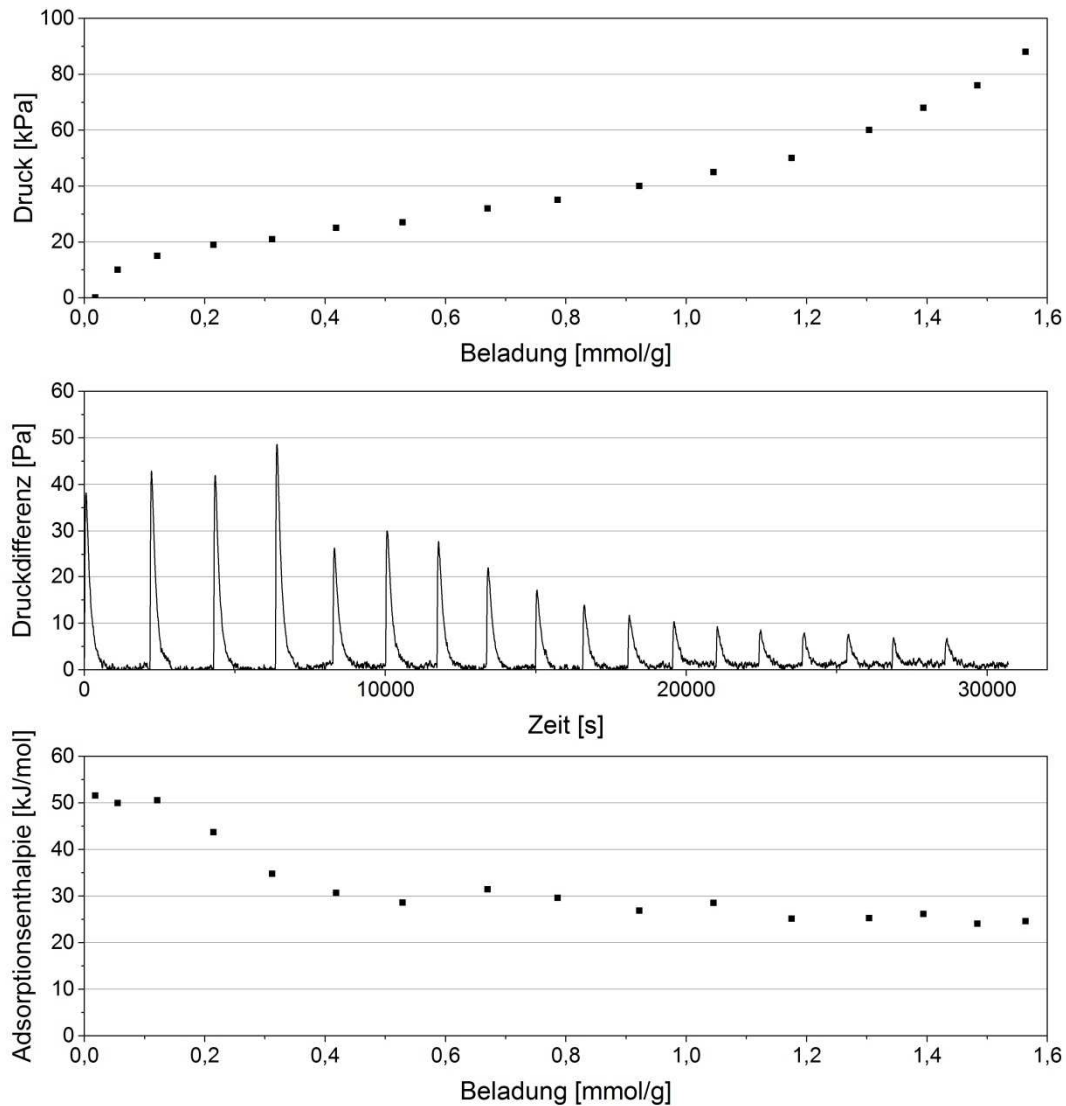 Druck [kPa]
100
80
60
40
20
0
0,0 0,2 0,4 0,6 0,8 1,0 1,2 1,4 1,6
Beladung [mmol/g]
Druckdifferenz [Pa]
60
50
40
30
20
10
0
0 10000 20000 30000
Zeit [s]
Adsorptionsenthalpie [kJ/mol]
60
50
40
30
20
10
0
0,0 0,2 0,4 0,6 0,8 1,0 1,2 1,4 1,6
Beladung [mmol/g]